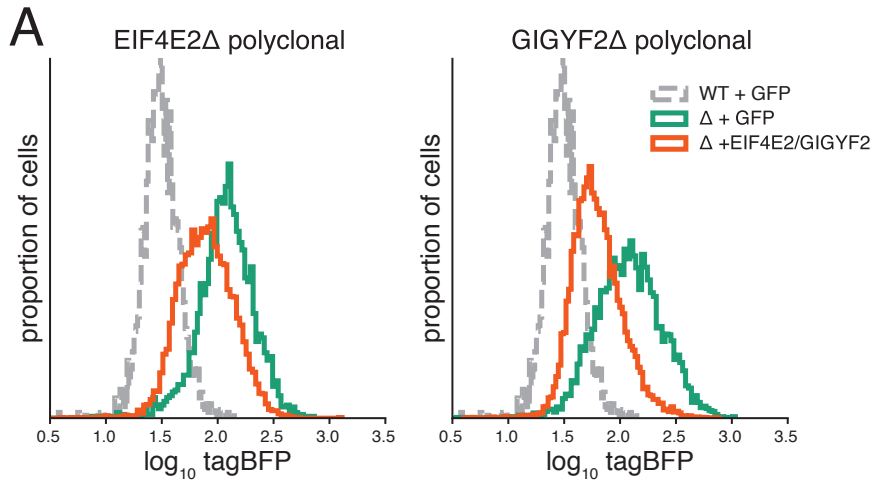 A
EIF4E2Δ polyclonal
proportion of cells
0.5 1.0 1.5 2.0 2.5 3.0 3.5
log10 tagBFP
GIGYF2Δ polyclonal
WT + GFP
Δ + GFP
Δ +EIF4E2/GIGYF2
proportion of cells
0.5 1.0 1.5 2.0 2.5 3.0 3.5
log10 tagBFP